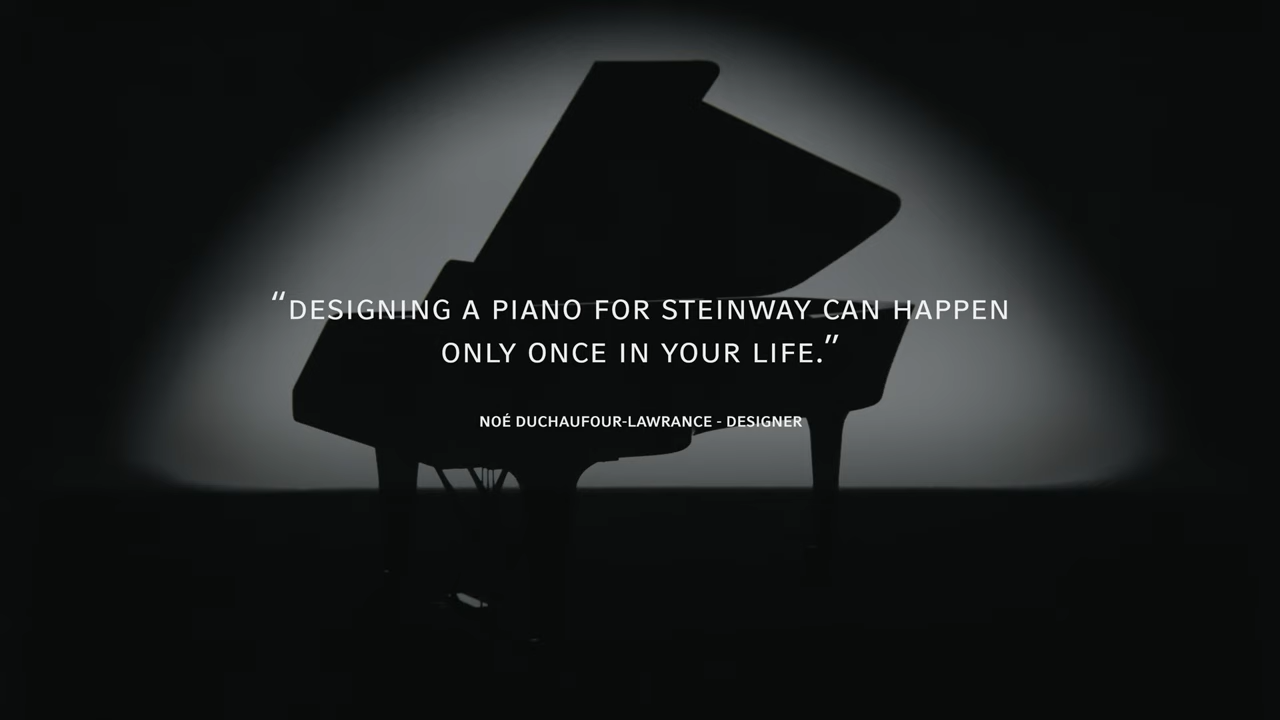 “DESIGNING A PIANO FOR STEINWAY CAN HAPPEN
ONLY ONCE IN YOUR LIFE.”
NOÉ DUCHAUFOUR-LAWRANCE - DESIGNER